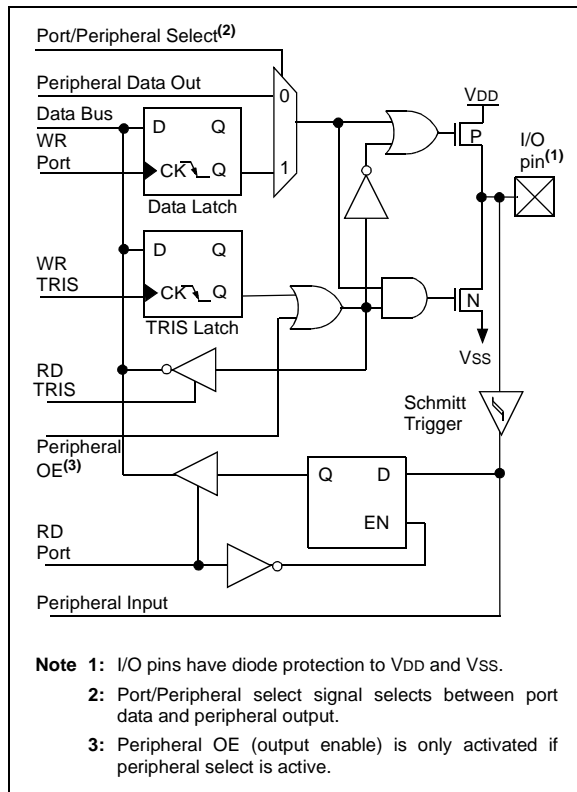 Port/Peripheral Select(2)
Peripheral Data Out
Data Bus
WR
Port
D Q
CK Q
Data Latch
0
1
VDD
P
I/O
pin(1)
WR
TRIS
D Q
CK Q
TRIS Latch
N
VSS
RD
TRIS
Schmitt
Trigger
Peripheral
OE(3)
Q D
EN
RD
Port
Peripheral Input
Note 1: I/O pins have diode protection to VDD and VSS.
2: Port/Peripheral select signal selects between port
data and peripheral output.
3: Peripheral OE (output enable) is only activated if
peripheral select is active.